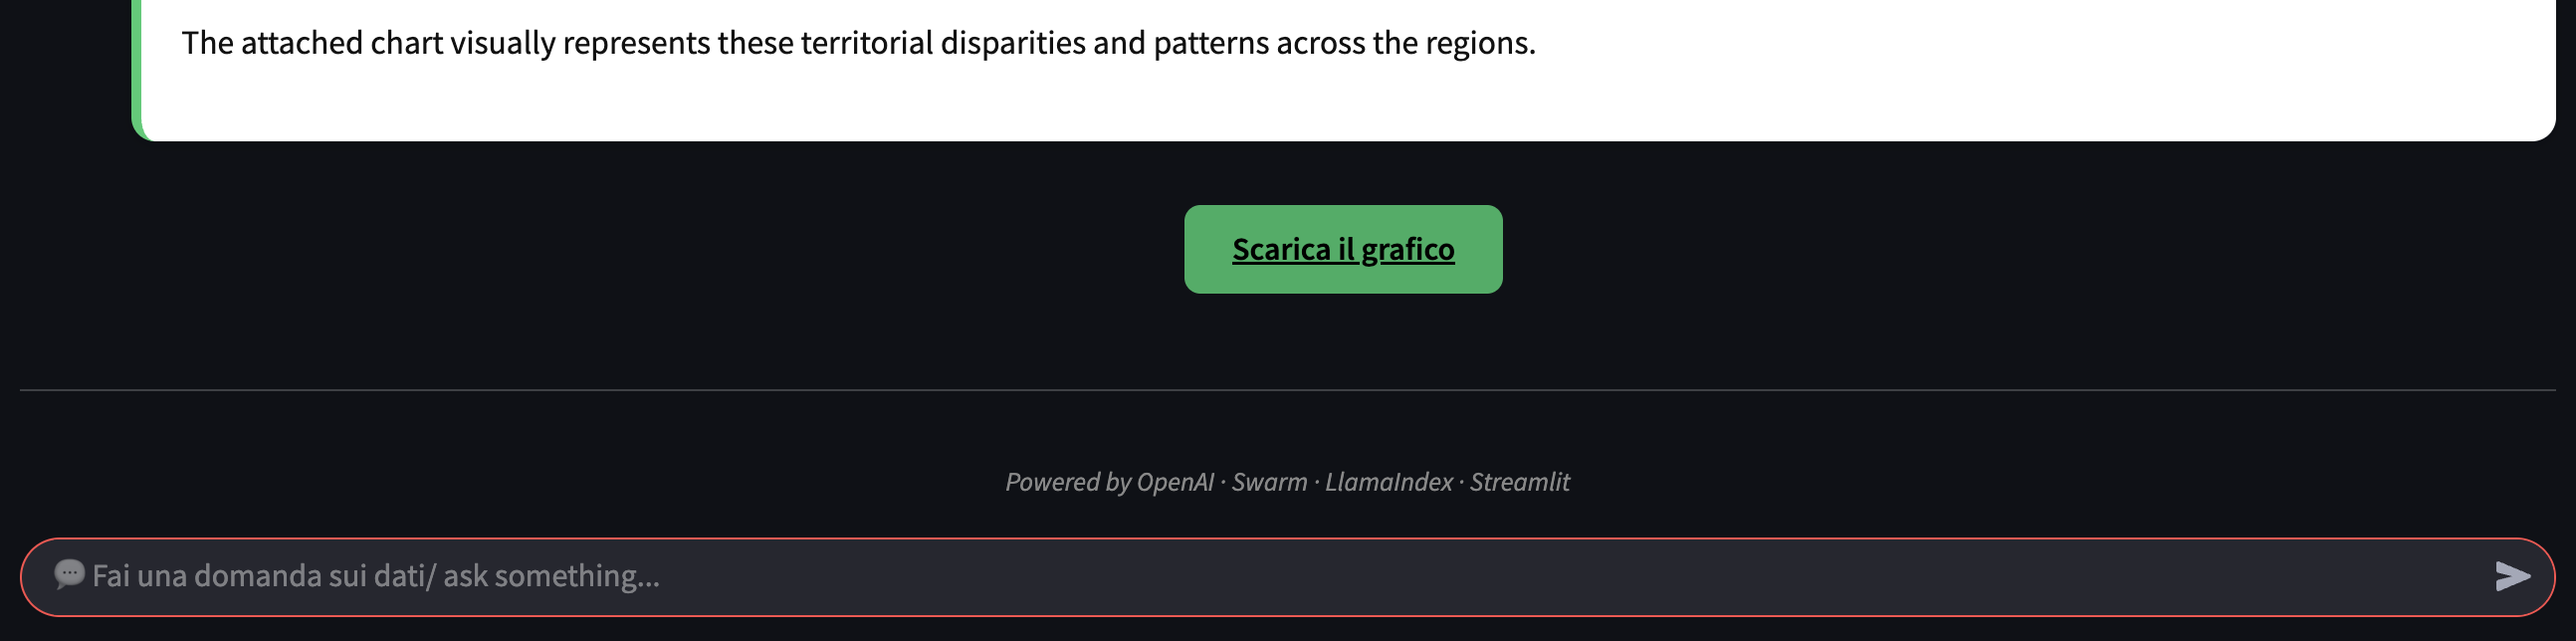 The attached chart visually represents these territorial disparities and patterns across the regions.
Scarica il grafico
Powered by OpenAI · Swarm · LlamaIndex · Streamlit
💬 Fai una domanda sui dati/ ask something...